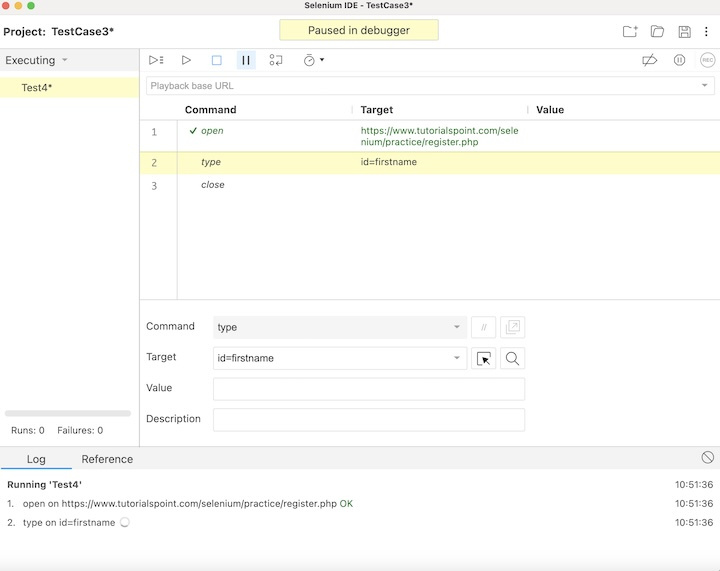 Selenium IDE - TestCase3*
Project: TestCase3*
Paused in debugger
Executing
Test4*
REC
Playback base URL
Command Target Value
1 ✓ open https://www.tutorialspoint.com/sele
nium/practice/register.php
2 type id=firstname
3 close
Command type //
Target id=firstname
Value
Description
Runs: 0 Failures: 0
Log Reference
Running 'Test4' 10:51:36
1. open on https://www.tutorialspoint.com/selenium/practice/register.php OK 10:51:36
2. type on id=firstname 10:51:36